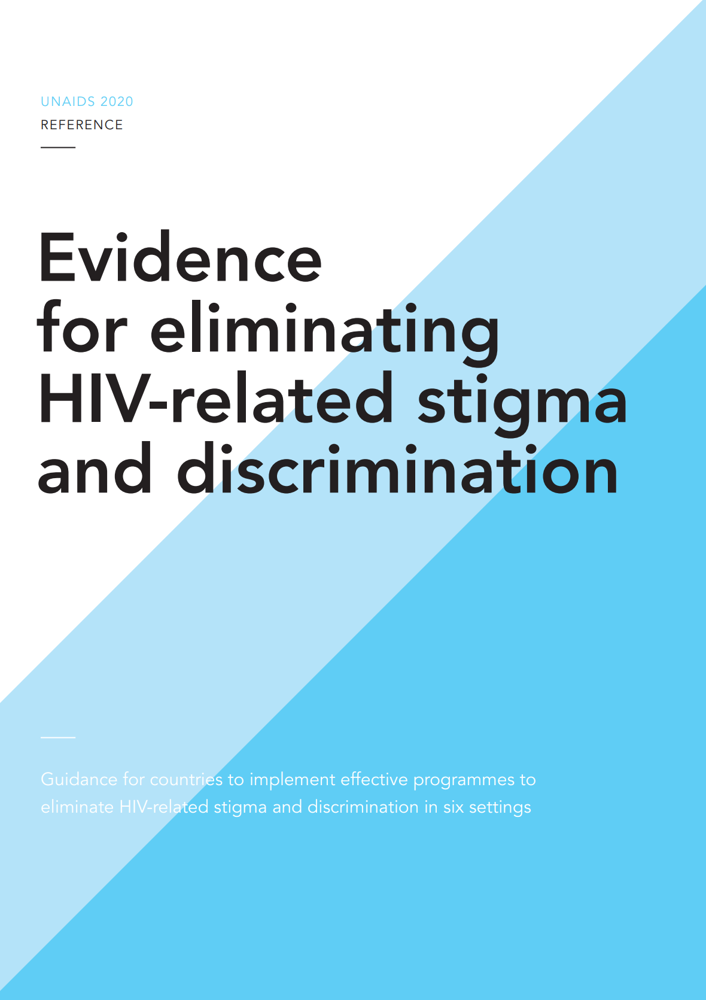 UNAIDS 2020
REFERENCE
Evidence
for eliminating
HIV-related stigma
and discrimination
Guidance for countries to implement effective programmes to
eliminate HIV-related stigma and discrimination in six settings